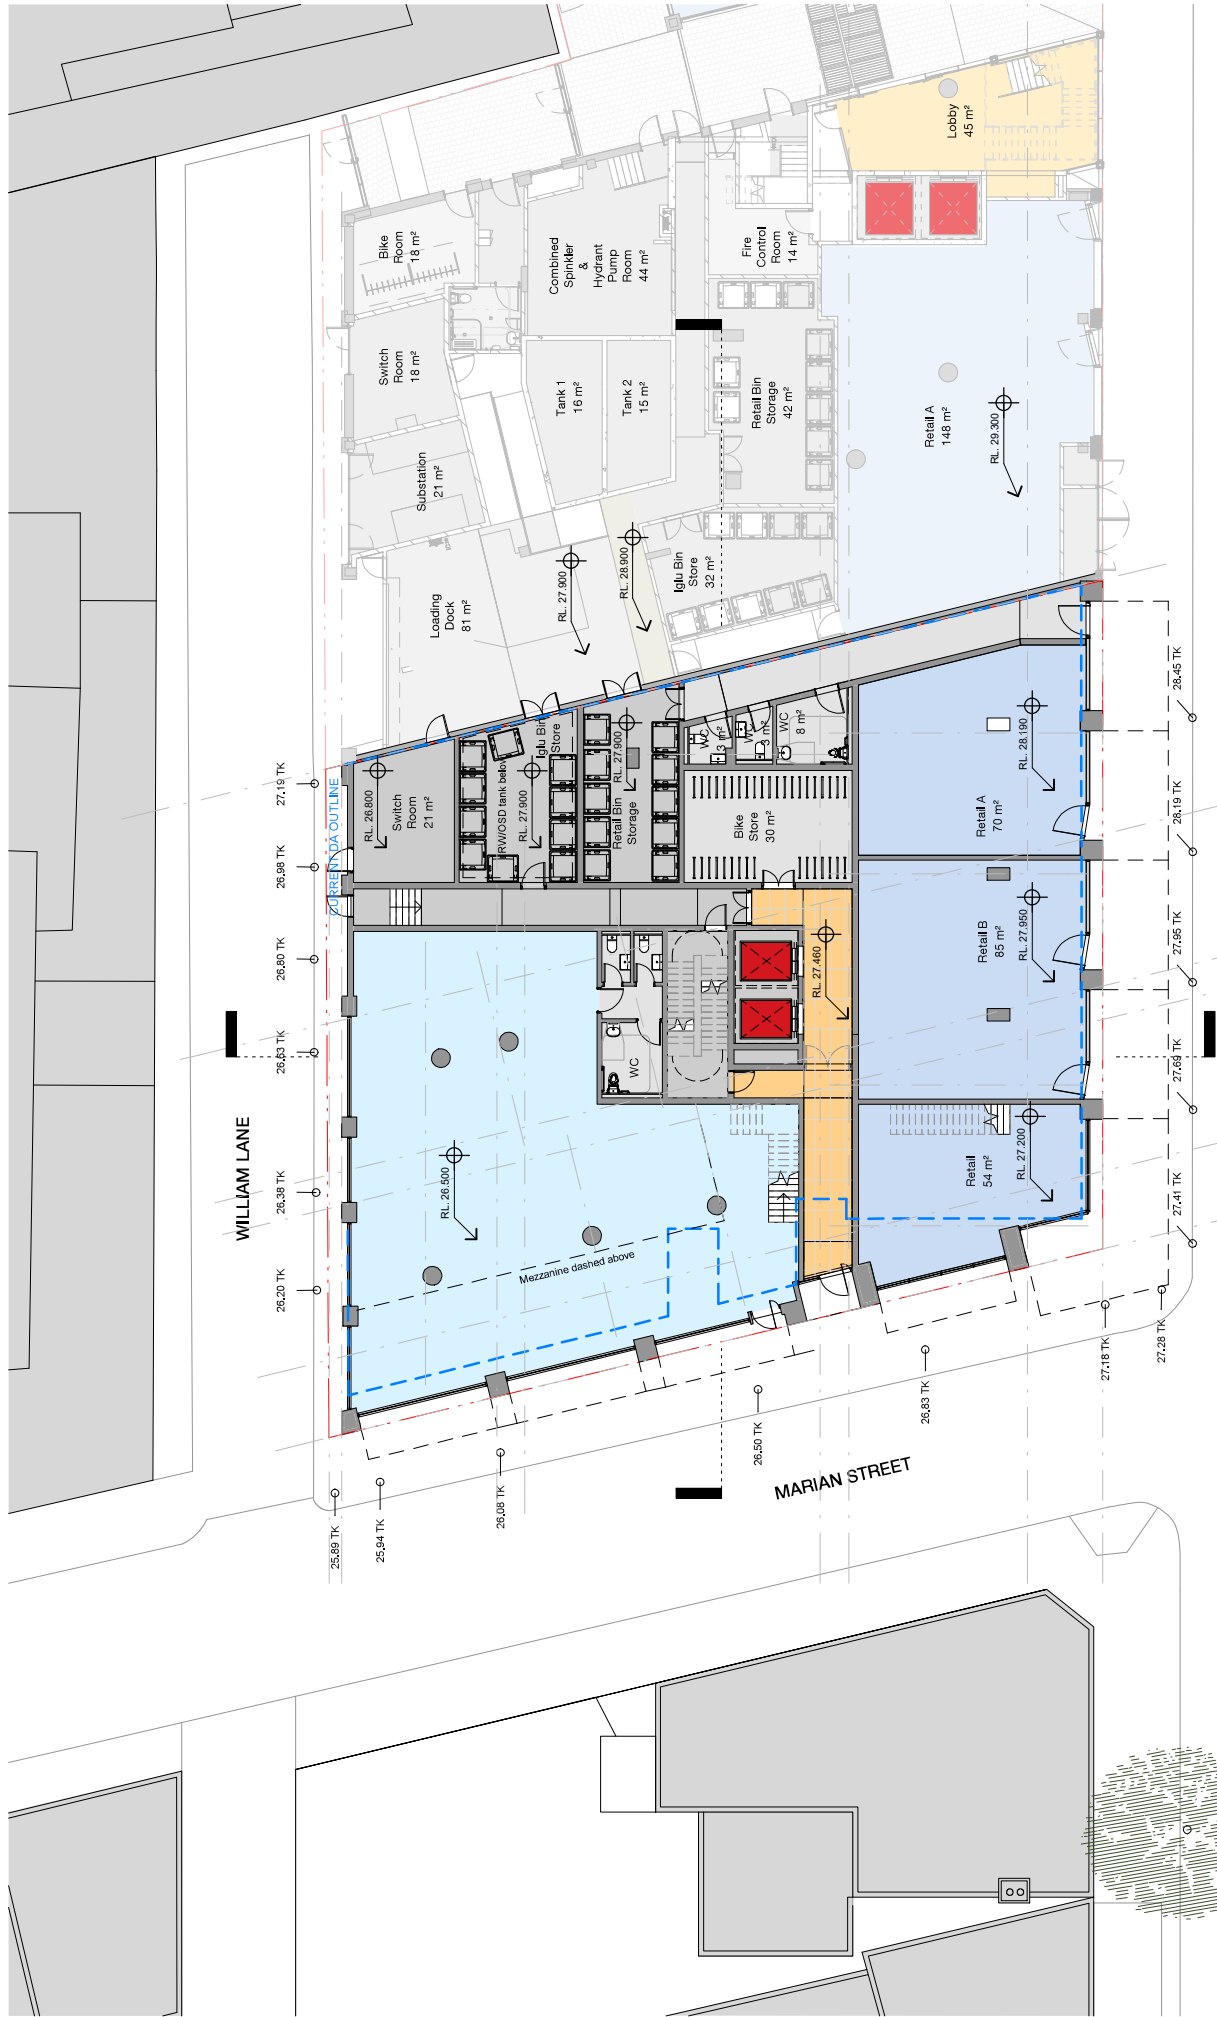 Lobby
45 m²
Bike
Room
18 m²
Combined
Spinkler
&
Hydrant
Pump
Room
44 m²
Fire
Control
Room
14 m²
Switch
Room
18 m²
Tank 1
16 m²
Tank 2
15 m²
Retail Bin
Storage
42 m²
Retail A
148 m²
RL. 29.300
Substation
21 m²
Loading
Dock
81 m²
RL. 27.900
RL. 28.900
Iglu Bin
Store
32 m²
27.19 TK
26.98 TK
26.80 TK
26.63 TK
26.38 TK
26.20 TK
CURRENT DA OUTLINE
RL. 26.800
Switch
Room
21 m²
RW/OSD tank below
Iglu Bin
Store
RL. 27.900
Retail Bin
Storage
RL. 27.900
WC
3 m²
WC
3 m²
WC
8 m²
Bike
Store
30 m²
Retail A
70 m²
RL. 28.190
Retail B
85 m²
RL. 27.950
Retail
54 m²
RL. 27.200
RL. 27.460
WC
RL. 26.500
Mezzanine dashed above
28.45 TK
28.19 TK
27.95 TK
27.69 TK
27.41 TK
27.28 TK
27.18 TK
26.83 TK
26.50 TK
26.08 TK
25.94 TK
25.89 TK
WILLIAM LANE
MARIAN STREET